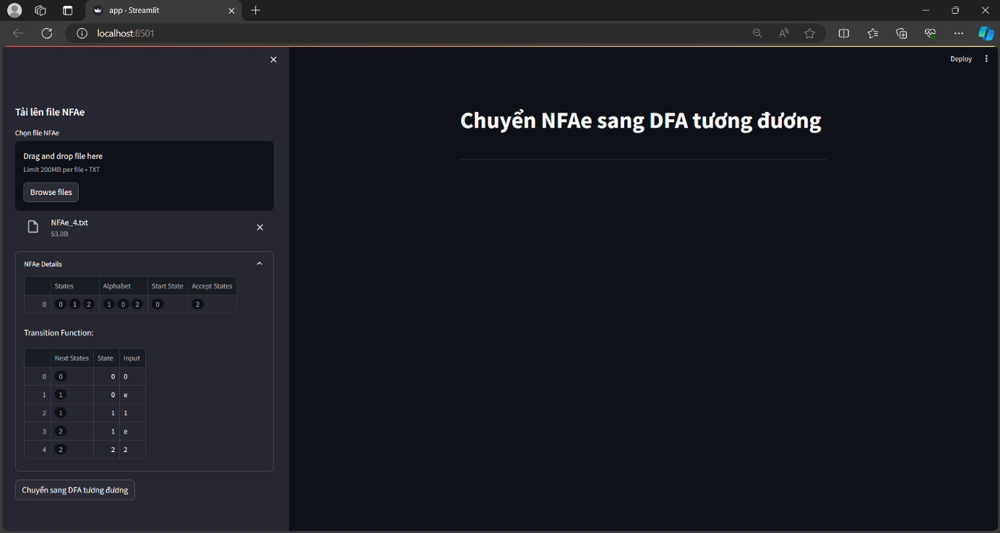 app · Streamlit
localhost:8501
Deploy
Tải lên file NFAe
Chọn file NFAe
Drag and drop file here
Limit 200MB per file • TXT
Browse files
NFAe_4.txt
53.0B
NFAe Details
States Alphabet Start State Accept States
0 0 1 2 1 0 2 0 2
Transition Function:
Next States State Input
0 0 0 0
1 1 0 e
2 1 1 1
3 2 1 e
4 2 2 2
Chuyển sang DFA tương đương
Chuyển NFAe sang DFA tương đương